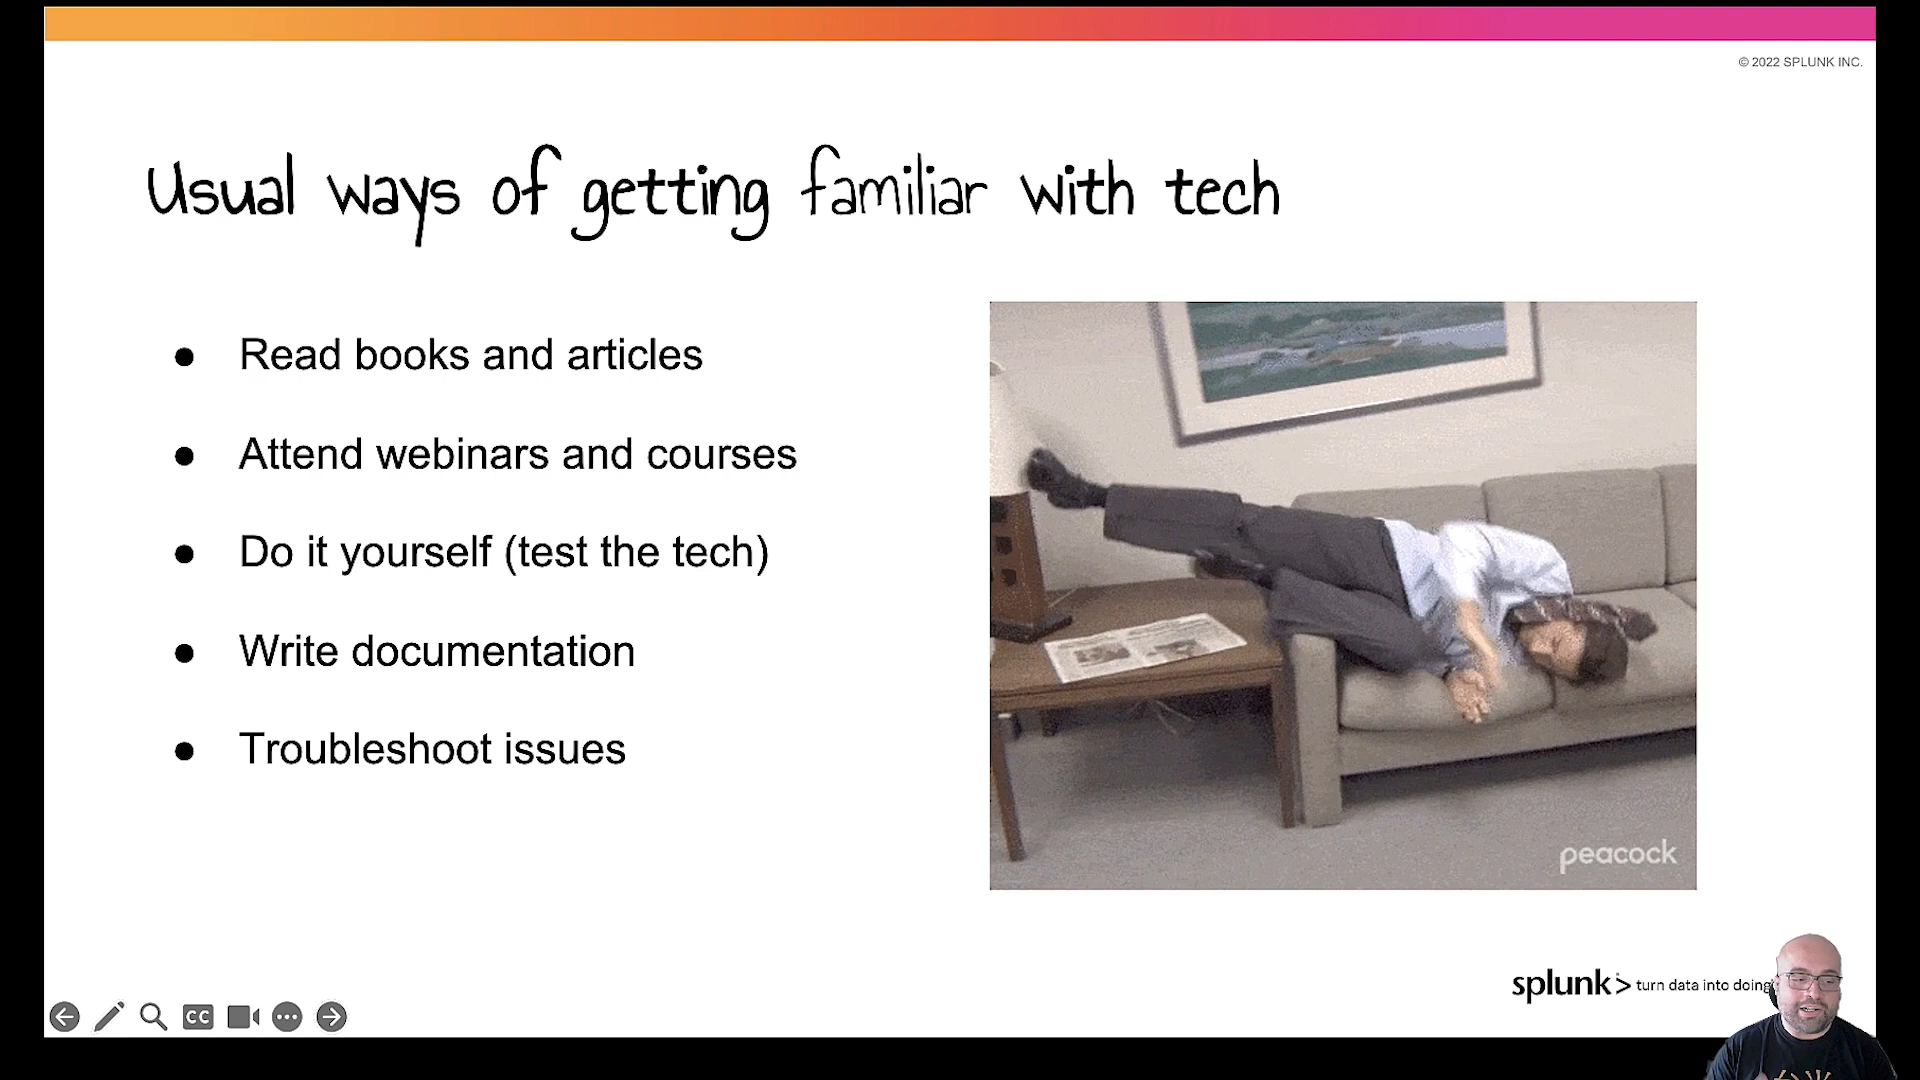 © 2022 SPLUNK INC.
Usual ways of getting familiar with tech
● Read books and articles
● Attend webinars and courses
● Do it yourself (test the tech)
● Write documentation
● Troubleshoot issues
peacock
splunk> turn data into doing
CC